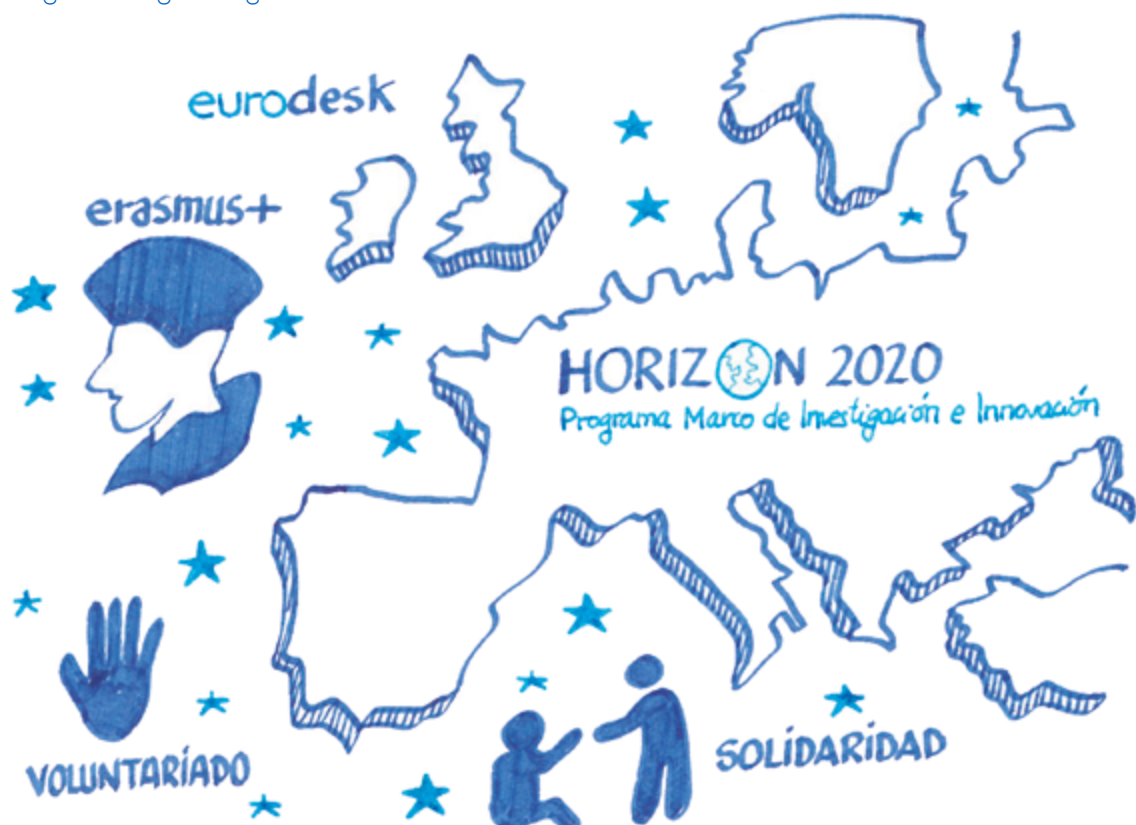 eurodesk
erasmus+
HORIZON 2020
Programa Marco de Investigación e Innovación
VOLUNTARIADO
SOLIDARIDAD